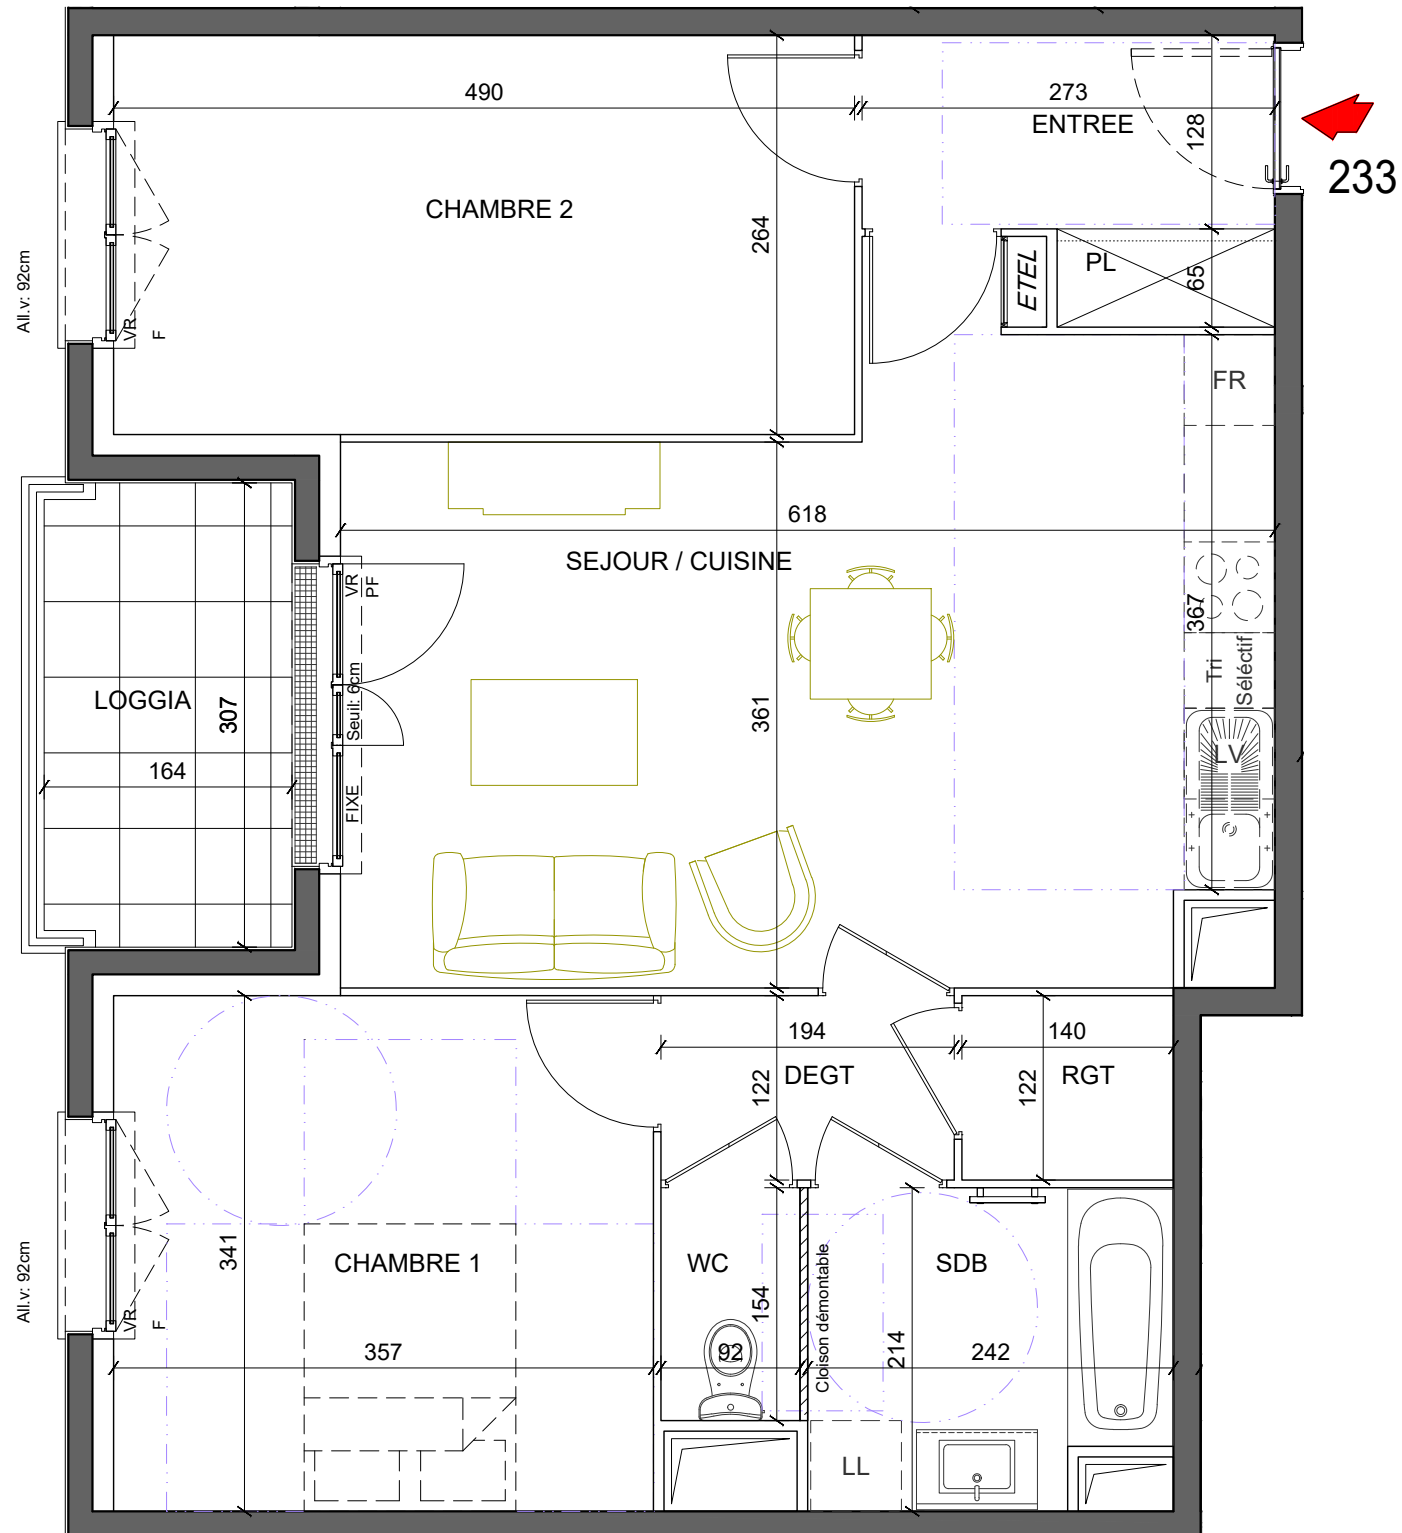 490
273
ENTREE
128
233
CHAMBRE 2
264
All.v: 92cm
VR
F
ETEL
PL
65
FR
618
SEJOUR / CUISINE
VR
PF
367
Tri
Séléctif
LOGGIA
307
Seuil: 6cm
361
LV
164
FIXE
194
140
DEGT
RGT
122
122
All.v: 92cm
VR
F
341
CHAMBRE 1
WC
154
Cloison démontable
SDB
214
357
92
242
LL